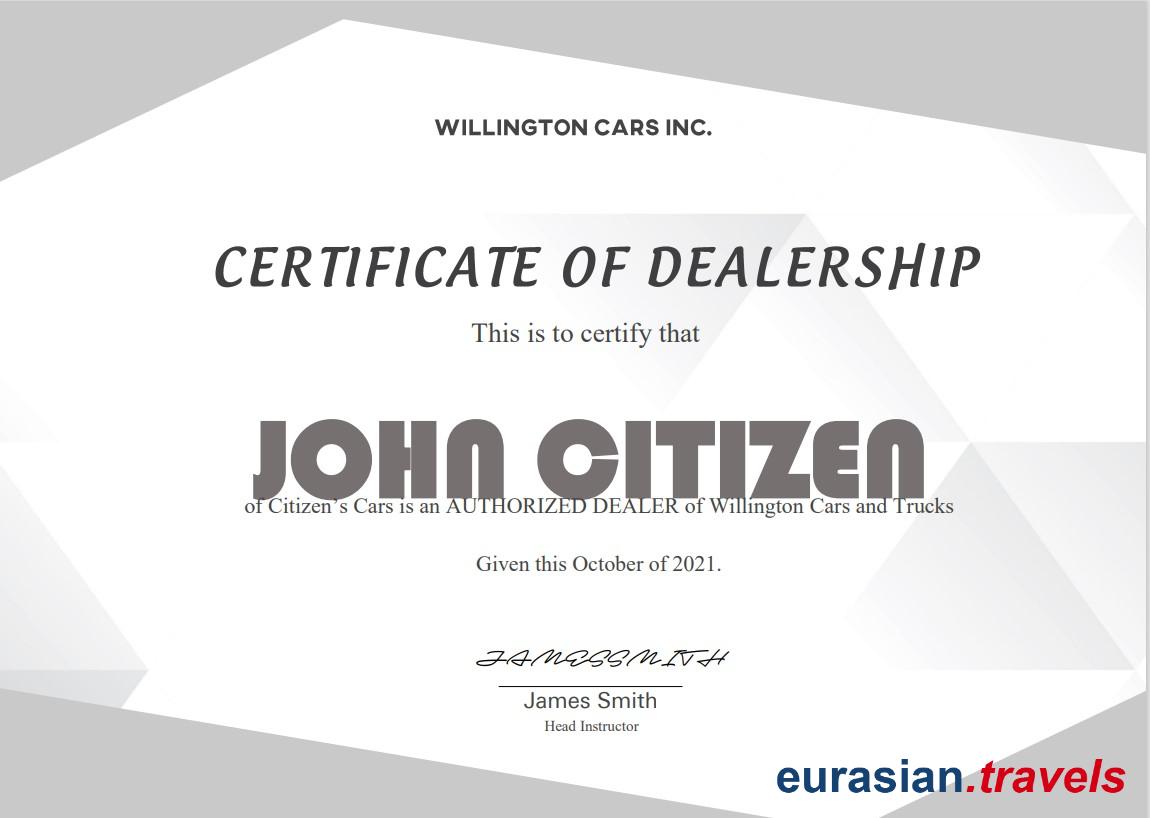 WILLINGTON CARS INC.
CERTIFICATE OF DEALERSHIP
This is to certify that
JOHN CITIZEN
of Citizen’s Cars is an AUTHORIZED DEALER of Willington Cars and Trucks
Given this October of 2021.
JAMESSMITH
James Smith
Head Instructor
eurasian.travels